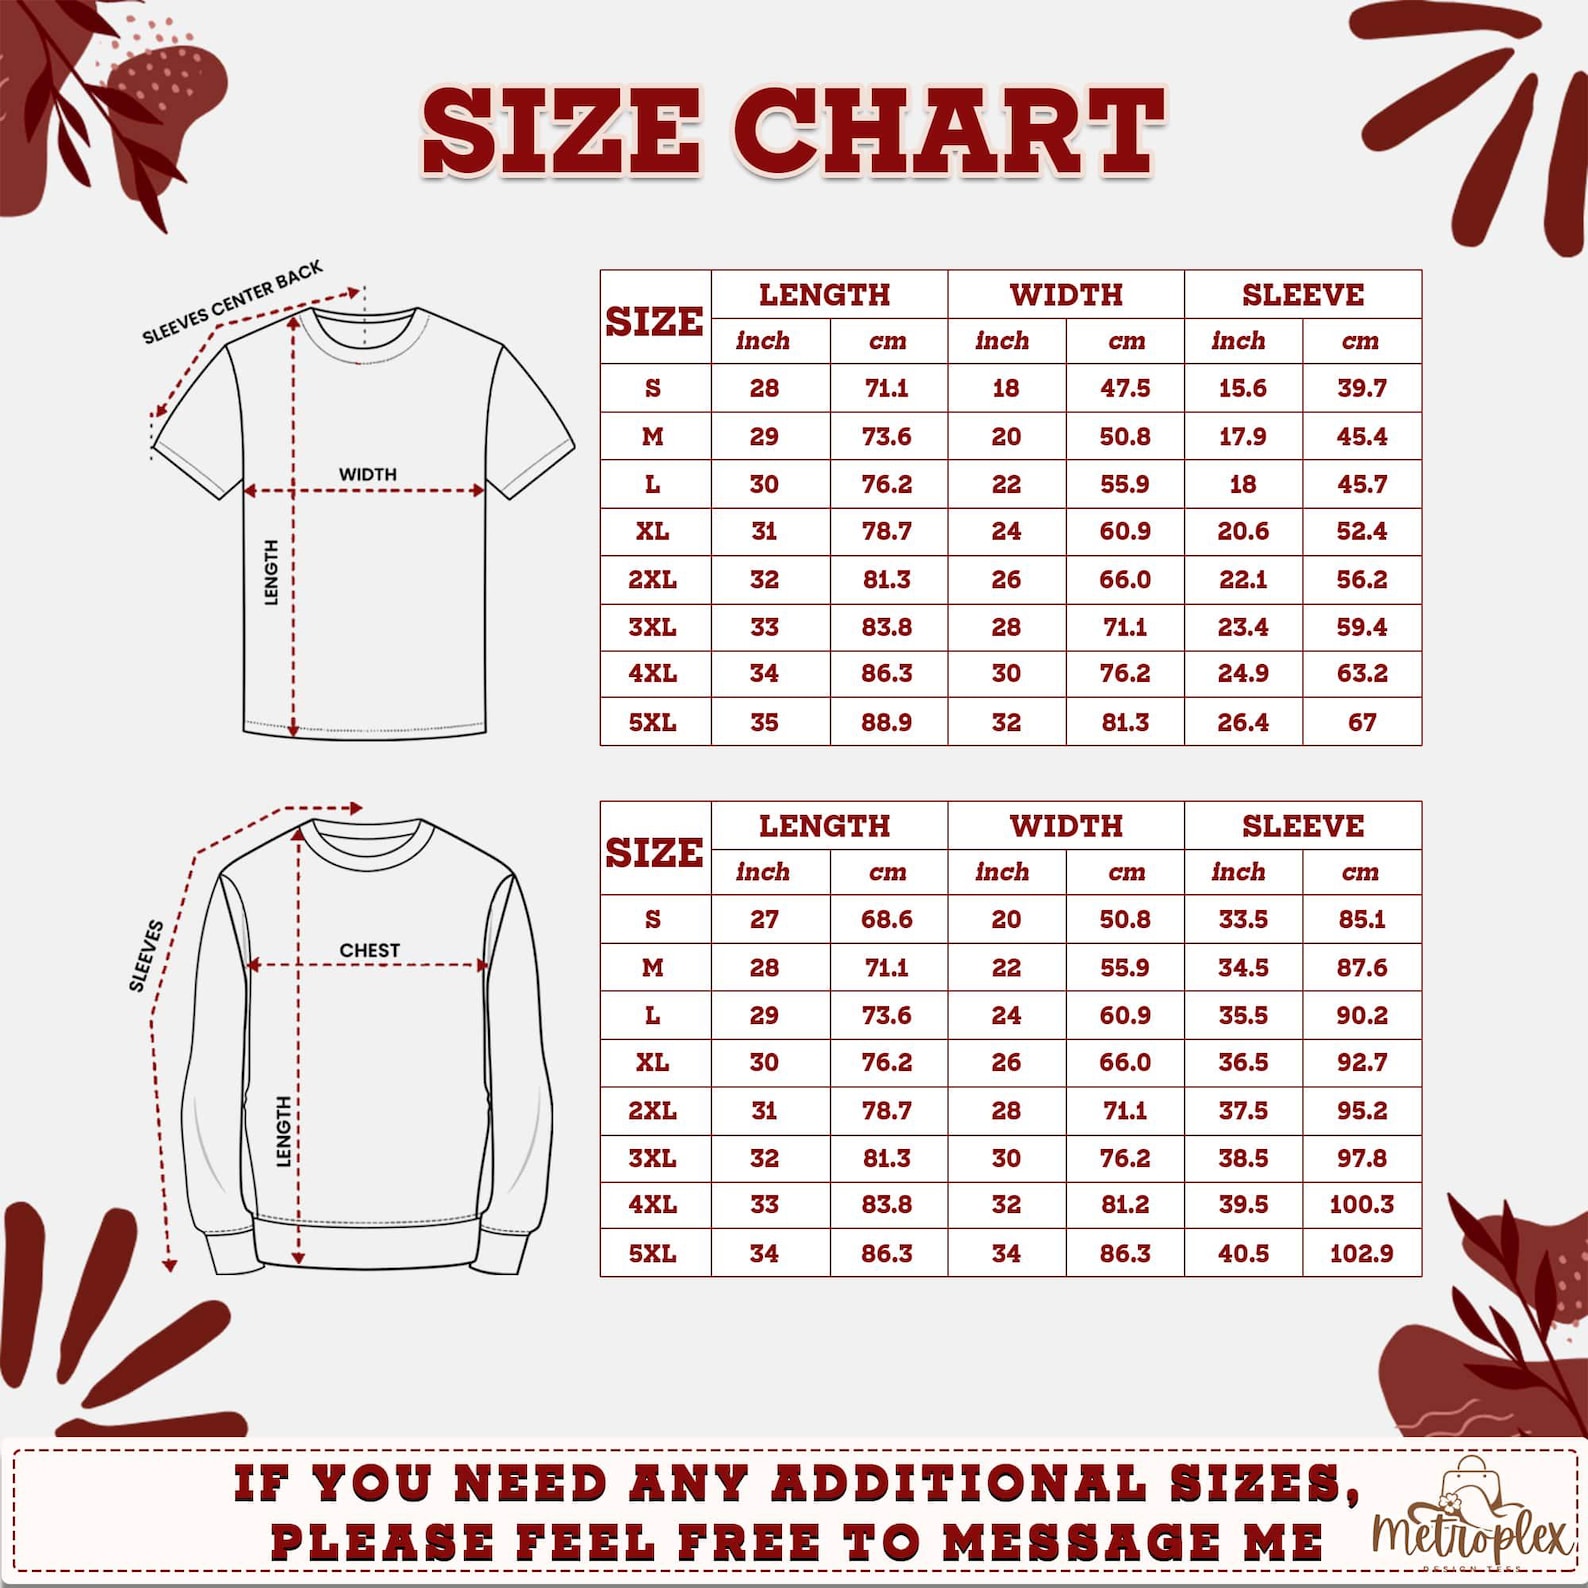 SIZE CHART
SLEEVES CENTER BACK
WIDTH
LENGTH
SIZE LENGTH WIDTH SLEEVE
inch cm inch cm inch cm
S 28 71.1 18 47.5 15.6 39.7
M 29 73.6 20 50.8 17.9 45.4
L 30 76.2 22 55.9 18 45.7
XL 31 78.7 24 60.9 20.6 52.4
2XL 32 81.3 26 66.0 22.1 56.2
3XL 33 83.8 28 71.1 23.4 59.4
4XL 34 86.3 30 76.2 24.9 63.2
5XL 35 88.9 32 81.3 26.4 67
SLEEVES
CHEST
LENGTH
SIZE LENGTH WIDTH SLEEVE
inch cm inch cm inch cm
S 27 68.6 20 50.8 33.5 85.1
M 28 71.1 22 55.9 34.5 87.6
L 29 73.6 24 60.9 35.5 90.2
XL 30 76.2 26 66.0 36.5 92.7
2XL 31 78.7 28 71.1 37.5 95.2
3XL 32 81.3 30 76.2 38.5 97.8
4XL 33 83.8 32 81.2 39.5 100.3
5XL 34 86.3 34 86.3 40.5 102.9
IF YOU NEED ANY ADDITIONAL SIZES,
PLEASE FEEL FREE TO MESSAGE ME
Metroplex
DESIGN TEES